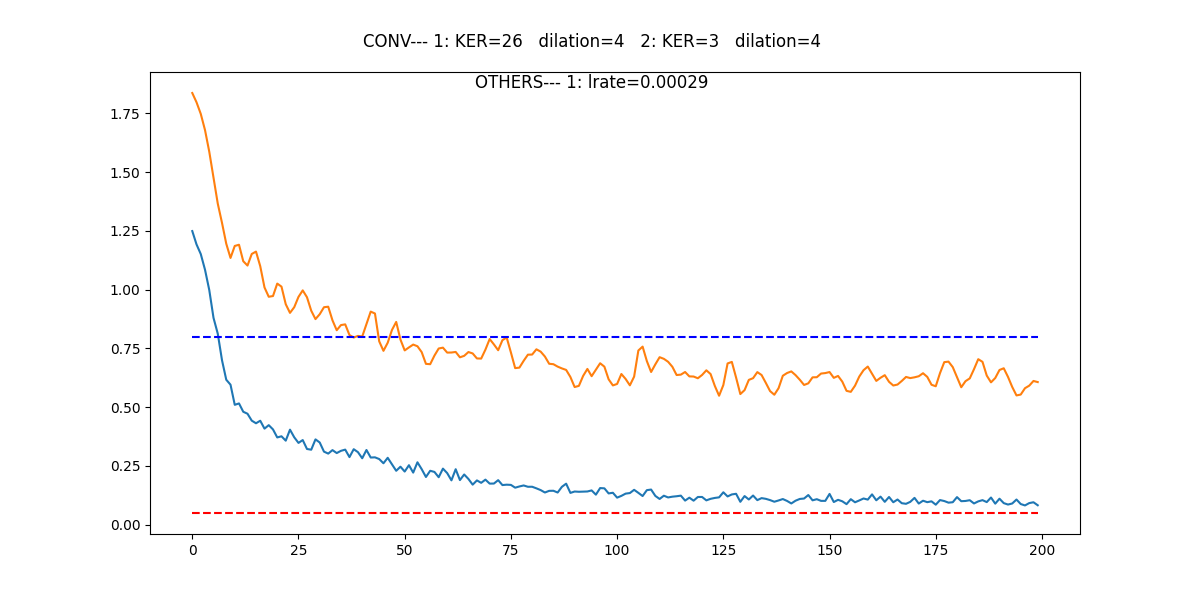 CONV--- 1: KER=26   dilation=4   2: KER=3   dilation=4
OTHERS--- 1: lrate=0.00029
1.75
1.50
1.25
1.00
0.75
0.50
0.25
0.00
0 25 50 75 100 125 150 175 200